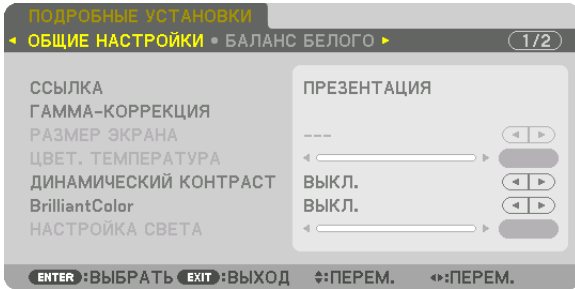 ПОДРОБНЫЕ УСТАНОВКИ
ОБЩИЕ НАСТРОЙКИ • БАЛАНС БЕЛОГО 1/2
ССЫЛКА ПРЕЗЕНТАЦИЯ
ГАММА-КОРРЕКЦИЯ
РАЗМЕР ЭКРАНА ---
ЦВЕТ. ТЕМПЕРАТУРА
ДИНАМИЧЕСКИЙ КОНТРАСТ ВЫКЛ.
BrilliantColor ВЫКЛ.
НАСТРОЙКА СВЕТА
ENTER :ВЫБРАТЬ EXIT :ВЫХОД :ПЕРЕМ. :ПЕРЕМ.